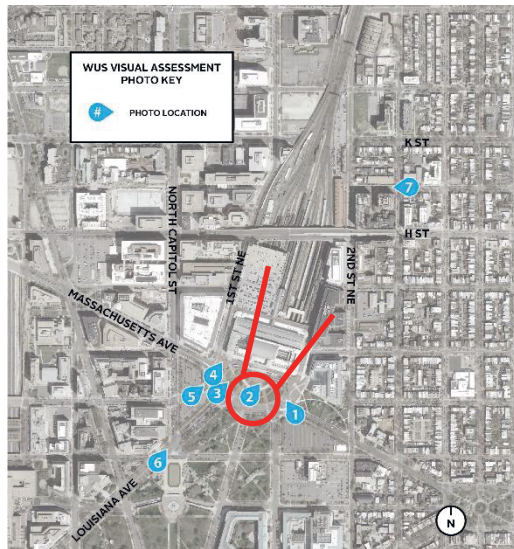 WUS VISUAL ASSESSMENT
PHOTO KEY
#
PHOTO LOCATION
K ST
7
NORTH CAPITOL ST
H ST
1ST ST NE
2ND ST NE
MASSACHUSETTS AVE
4
5
3
2
1
6
LOUISIANA AVE
N